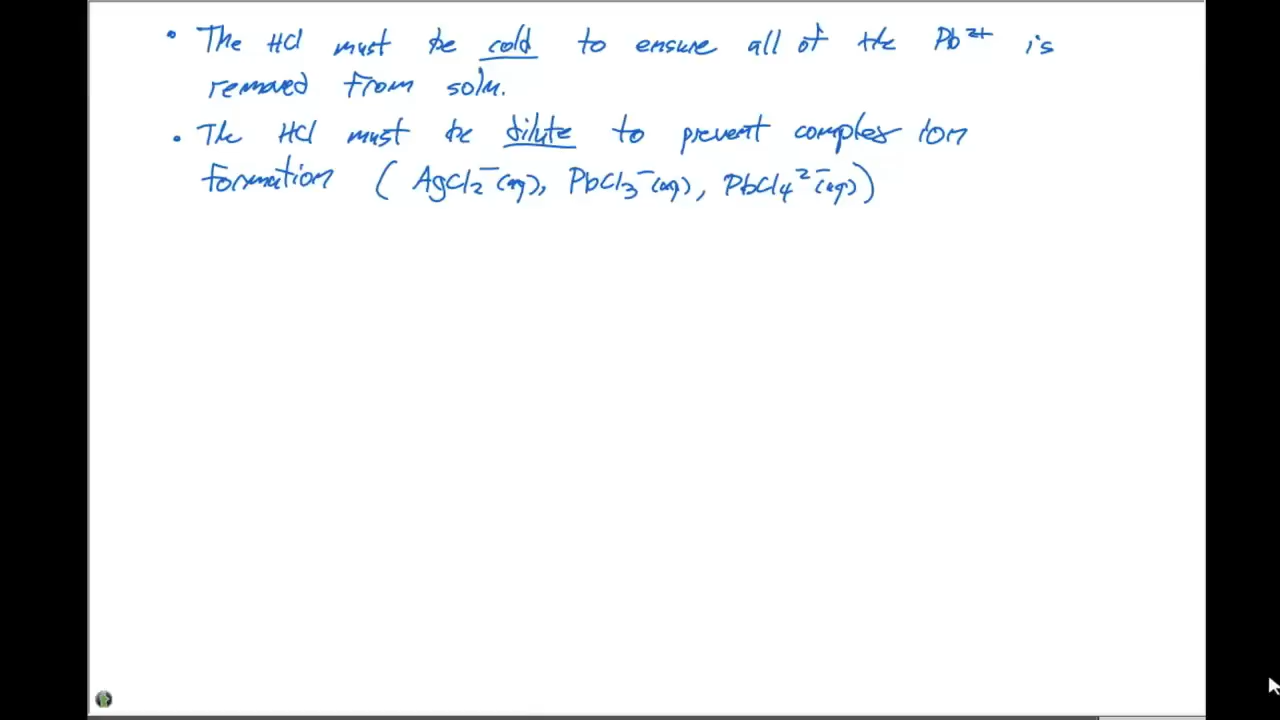 • The HCl must be cold to ensure all of the Pb²⁺ is
removed from soln.
• The HCl must be dilute to prevent complex ion
formation (AgCl₂⁻(aq), PbCl₃⁻(aq), PbCl₄²⁻(aq))